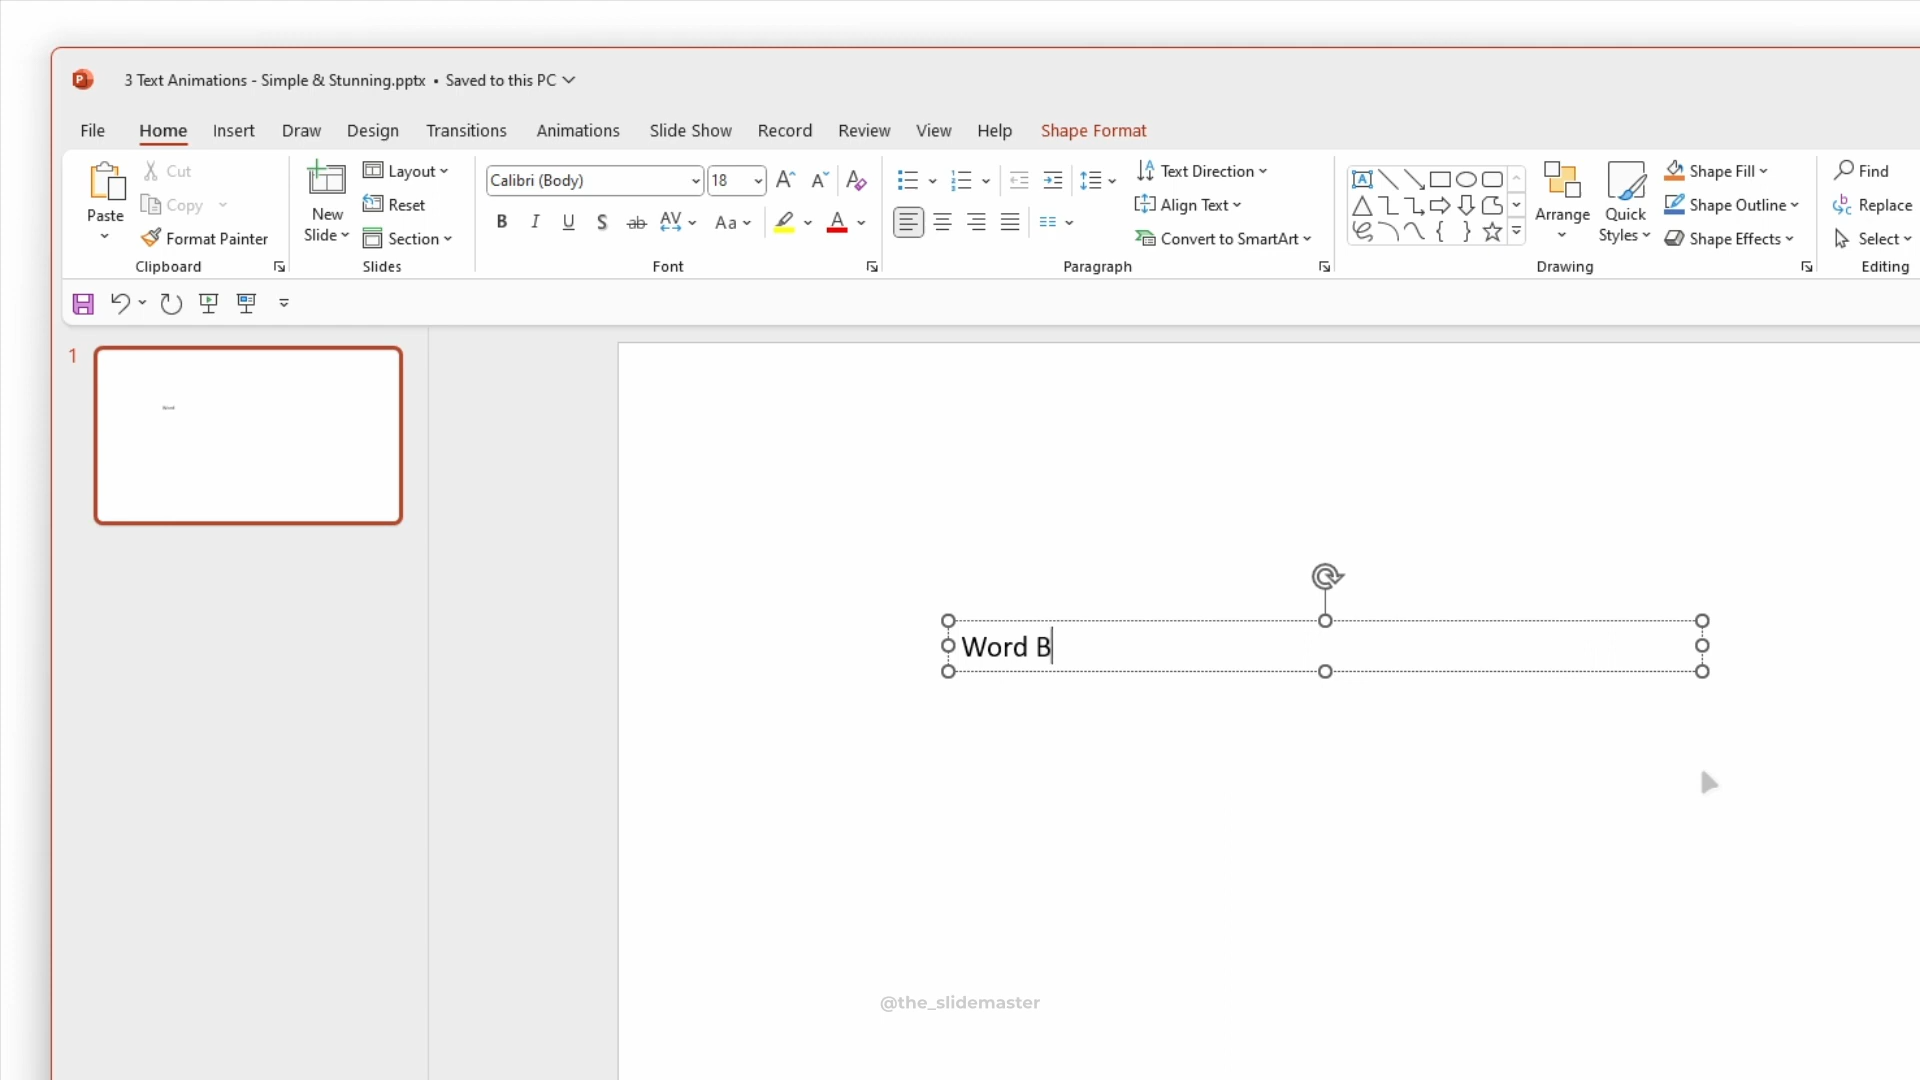 3 Text Animations - Simple & Stunning.pptx • Saved to this PC
File Home Insert Draw Design Transitions Animations Slide Show Record Review View Help Shape Format
Paste
Cut
Copy
Format Painter
Clipboard
New
Slide
Layout
Reset
Section
Slides
Calibri (Body) 18
Font
Text Direction
Align Text
Convert to SmartArt
Paragraph
Arrange
Quick
Styles
Shape Fill
Shape Outline
Shape Effects
Drawing
Find
Replace
Select
Editing
1
Word B
@the_slidemaster